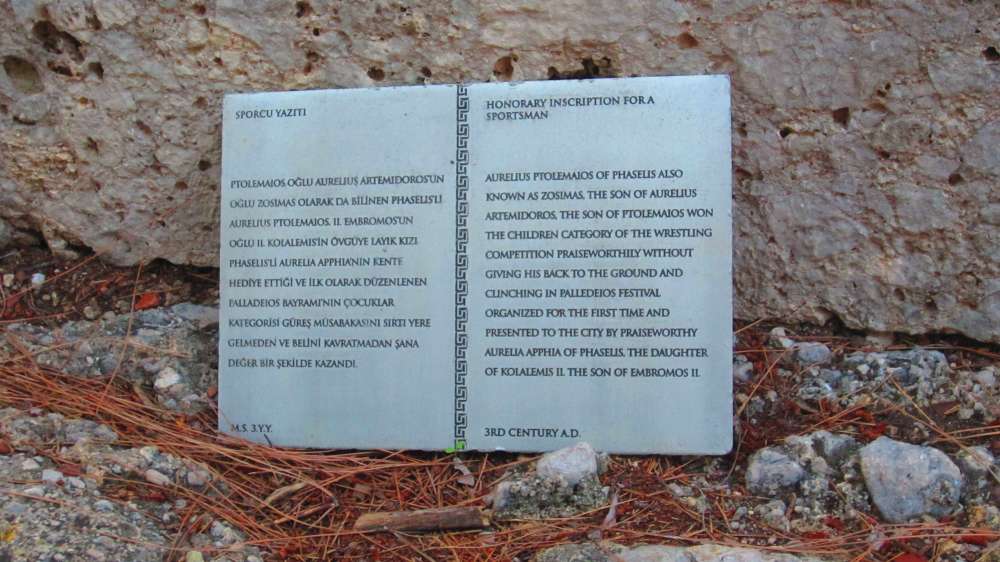 SPORCU YAZITI
PTOLEMAIOS OĞLU AURELIUS ARTEMIDOROS'UN
OĞLU ZOSIMAS OLARAK DA BİLİNEN PHASELIS'Lİ
AURELIUS PTOLEMAIOS, II. EMBROMOS'UN
OĞLU II. KOLALEMIS'İN ÖVGÜYE LAYIK KIZI
PHASELIS'Lİ AURELIA APPHIA'NIN KENTE
HEDİYE ETTİĞİ VE İLK OLARAK DÜZENLENEN
PALLADEIOS BAYRAMI'NIN ÇOCUKLAR
KATEGORİSİ GÜREŞ MÜSABAKASINI SIRTI YERE
GELMEDEN VE BELİNİ KAVRATMADAN ŞANA
DEĞER BİR ŞEKİLDE KAZANDI.
M.S. 3.Y.Y.
HONORARY INSCRIPTION FOR A
SPORTSMAN
AURELIUS PTOLEMAIOS OF PHASELIS ALSO
KNOWN AS ZOSIMAS, THE SON OF AURELIUS
ARTEMIDOROS, THE SON OF PTOLEMAIOS WON
THE CHILDREN CATEGORY OF THE WRESTLING
COMPETITION PRAISEWORTHILY WITHOUT
GIVING HIS BACK TO THE GROUND AND
CLINCHING IN PALLEDEIOS FESTIVAL
ORGANIZED FOR THE FIRST TIME AND
PRESENTED TO THE CITY BY PRAISEWORTHY
AURELIA APPHIA OF PHASELIS, THE DAUGHTER
OF KOLALEMIS II, THE SON OF EMBROMOS II.
3RD CENTURY A.D.